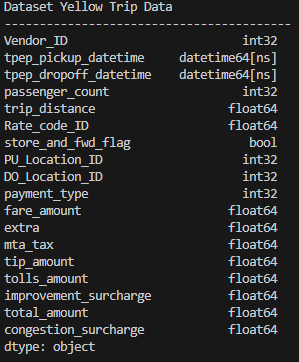 Dataset Yellow Trip Data
----------------------------------------
Vendor_ID int32
tpep_pickup_datetime datetime64[ns]
tpep_dropoff_datetime datetime64[ns]
passenger_count int32
trip_distance float64
Rate_code_ID float64
store_and_fwd_flag bool
PU_Location_ID int32
DO_Location_ID int32
payment_type int32
fare_amount float64
extra float64
mta_tax float64
tip_amount float64
tolls_amount float64
improvement_surcharge float64
total_amount float64
congestion_surcharge float64
dtype: object